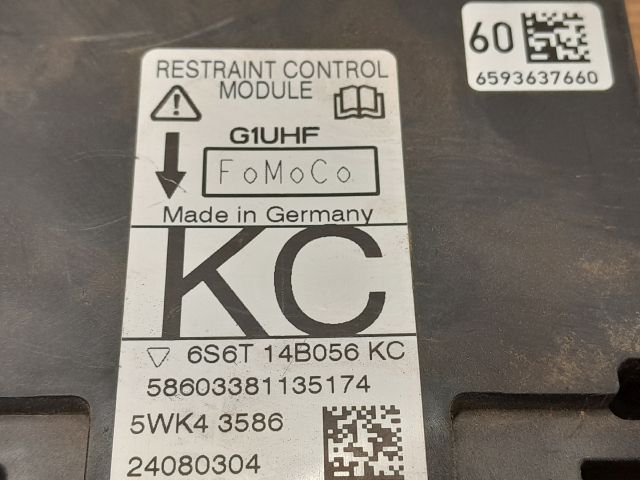 60
6593637660
RESTRAINT CONTROL
MODULE
G1UHF
FoMoCo
Made in Germany
KC
6S6T 14B056 KC
58603381135174
5WK4 3586
24080304